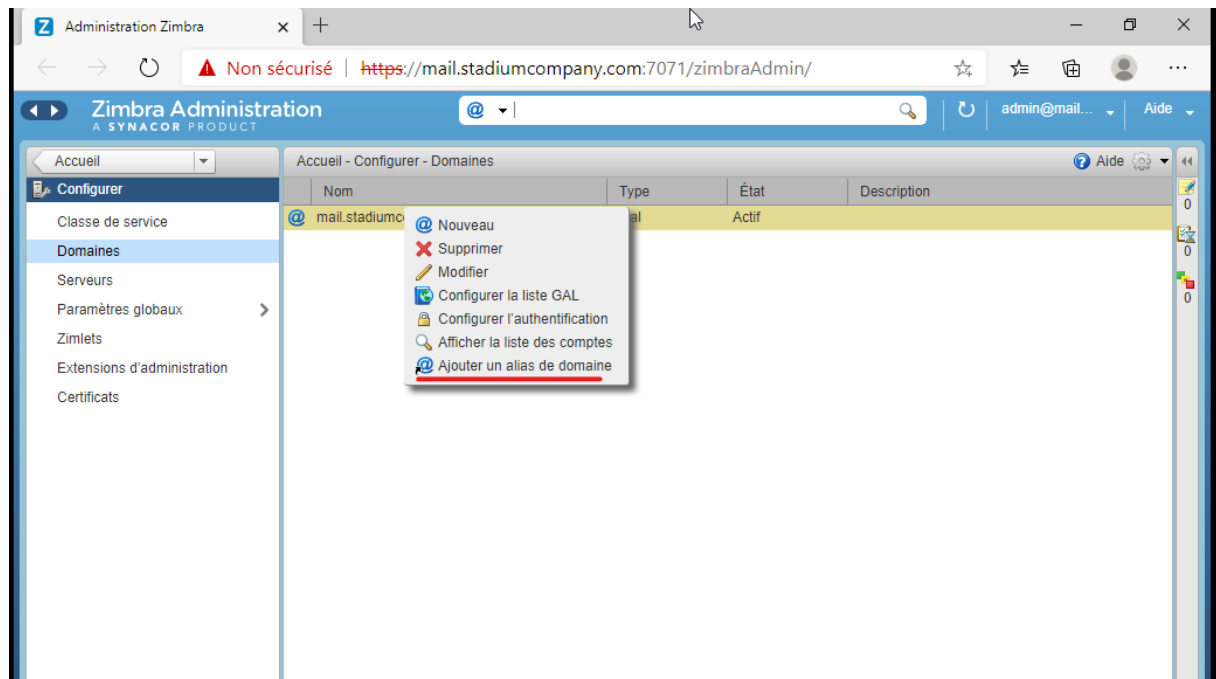 Administration Zimbra
Non sécurisé | https://mail.stadiumcompany.com:7071/zimbraAdmin/
Zimbra Administration
A SYNACOR PRODUCT
@
admin@mail... Aide
Accueil
Accueil - Configurer - Domaines Aide
Configurer
Nom Type État Description
0
Classe de service
mail.stadiumc Actif
Domaines
0
Serveurs
Paramètres globaux
0
Zimlets
Extensions d'administration
Certificats
Nouveau
Supprimer
Modifier
Configurer la liste GAL
Configurer l'authentification
Afficher la liste des comptes
Ajouter un alias de domaine